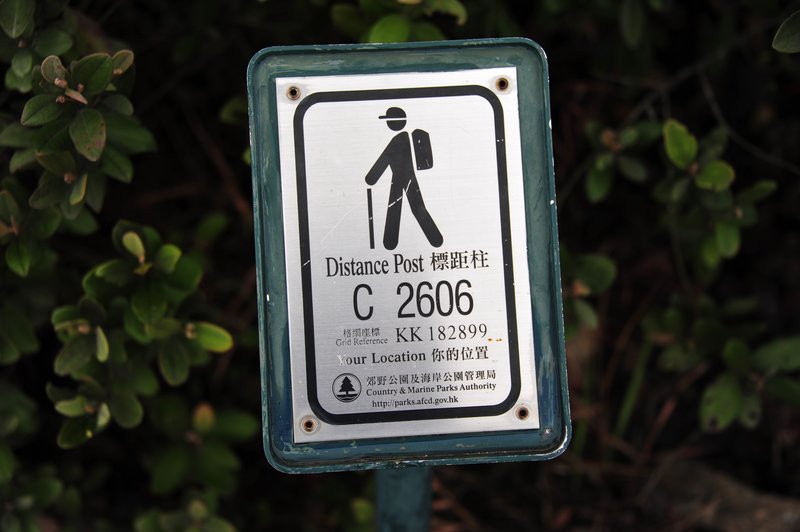 Distance Post 標距柱
C 2606
格網座標
Grid Reference KK 182899
Your Location 你的位置
郊野公園及海岸公園管理局
Country & Marine Parks Authority
http://parks.afcd.gov.hk